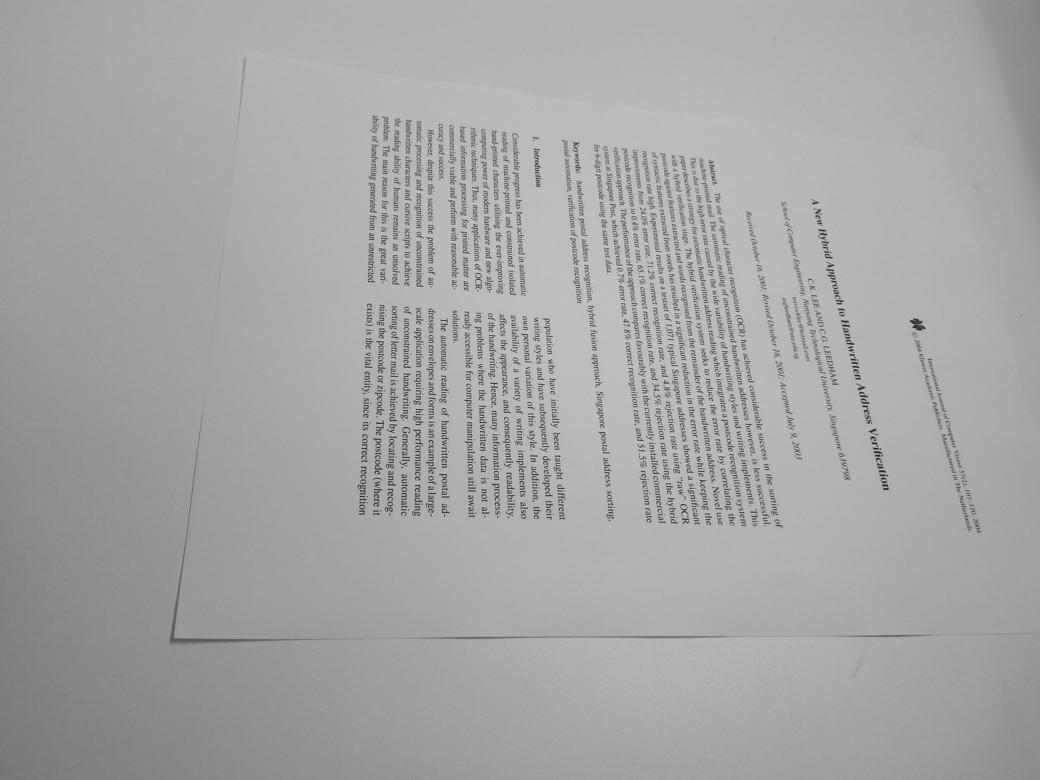 International Journal of Computer Vision 57(2), 107–120, 2004
© 2004 Kluwer Academic Publishers. Manufactured in The Netherlands.
A New Hybrid Approach to Handwritten Address Verification
C.K. LEE AND C.G. LEEDHAM
School of Computer Engineering, Nanyang Technological University, Singapore 639798
Received October 16, 2001; Revised October 16, 2001; Accepted July 9, 2003
Abstract. The use of optical character recognition (OCR) has achieved considerable success in the sorting of
machine-printed mail. The automatic reading of unconstrained handwritten addresses however, is less successful.
This is due to the high error rate caused by the wide variability of handwriting styles and writing implements. This
paper describes a strategy for automatic handwritten address reading which integrates a postcode recognition system
with a hybrid verification stage. The hybrid verification system seeks to reduce the error rate by correlating the
postcode against features extracted and words recognised from the remainder of the handwritten address. Novel use
of syntactic features extracted from words has resulted in a significant reduction in the error rate while keeping the
recognition rate high. Experimental results on a testset of 1,071 typical Singapore addresses showed a significant
improvement from 24.0% error rate, 71.2% correct recognition rate, and 4.8% rejection rate using "raw" OCR
postcode recognition to 0.4% error rate, 65.1% correct recognition rate, and 34.5% rejection rate using the hybrid
verification approach. The performance of the approach compares favourably with the currently installed commercial
system at Singapore Post, which achieved 0.7% error rate, 47.8% correct recognition rate, and 51.5% rejection rate
for 6-digit postcode using the same test data.
Keywords: handwritten postal address recognition, hybrid fusion approach, Singapore postal address sorting,
postal automation, verification of postcode recognition
1. Introduction
Considerable progress has been achieved in automatic
reading of machine-printed and constrained isolated
hand-printed characters utilising the ever-improving
computing power of modern hardware and new algo-
rithmic techniques. Thus, many applications of OCR-
based information processing for printed matter are
commercially viable and perform with reasonable ac-
curacy and success.
However, despite this success the problem of au-
tomatic processing and recognition of unconstrained
handwritten characters and cursive scripts to achieve
the reading ability of humans remains an unsolved
problem. The main reason for this is the great vari-
ability of handwriting generated from an unrestricted
population who have initially been taught different
writing styles and have subsequently developed their
own personal variation of this style. In addition, the
availability of a variety of writing implements also
affects the appearance, and consequently readability,
of the handwriting. Hence, many information process-
ing problems where the handwritten data is not al-
ready accessible for computer manipulation still await
solutions.
The automatic reading of handwritten postal ad-
dresses on envelopes and forms is an example of a large-
scale application requiring high performance reading
of unconstrained handwriting. Generally, automatic
sorting of letter mail is achieved by locating and recog-
nising the postcode or zipcode. The postcode (where it
exists) is the vital entity, since its correct recognition